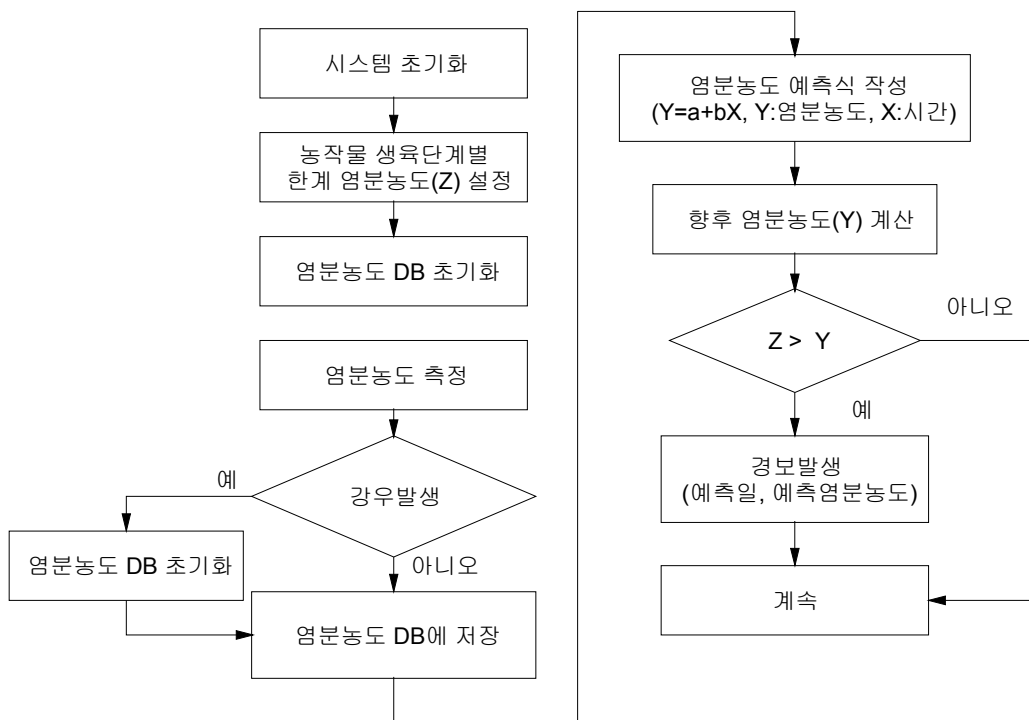 시스템 초기화
농작물 생육단계별
한계 염분농도(Z) 설정
염분농도 DB 초기화
염분농도 측정
강우발생
예
아니오
염분농도 DB 초기화
염분농도 DB에 저장
염분농도 예측식 작성
(Y=a+bX, Y:염분농도, X:시간)
향후 염분농도(Y) 계산
Z > Y
아니오
예
경보발생
(예측일, 예측염분농도)
계속